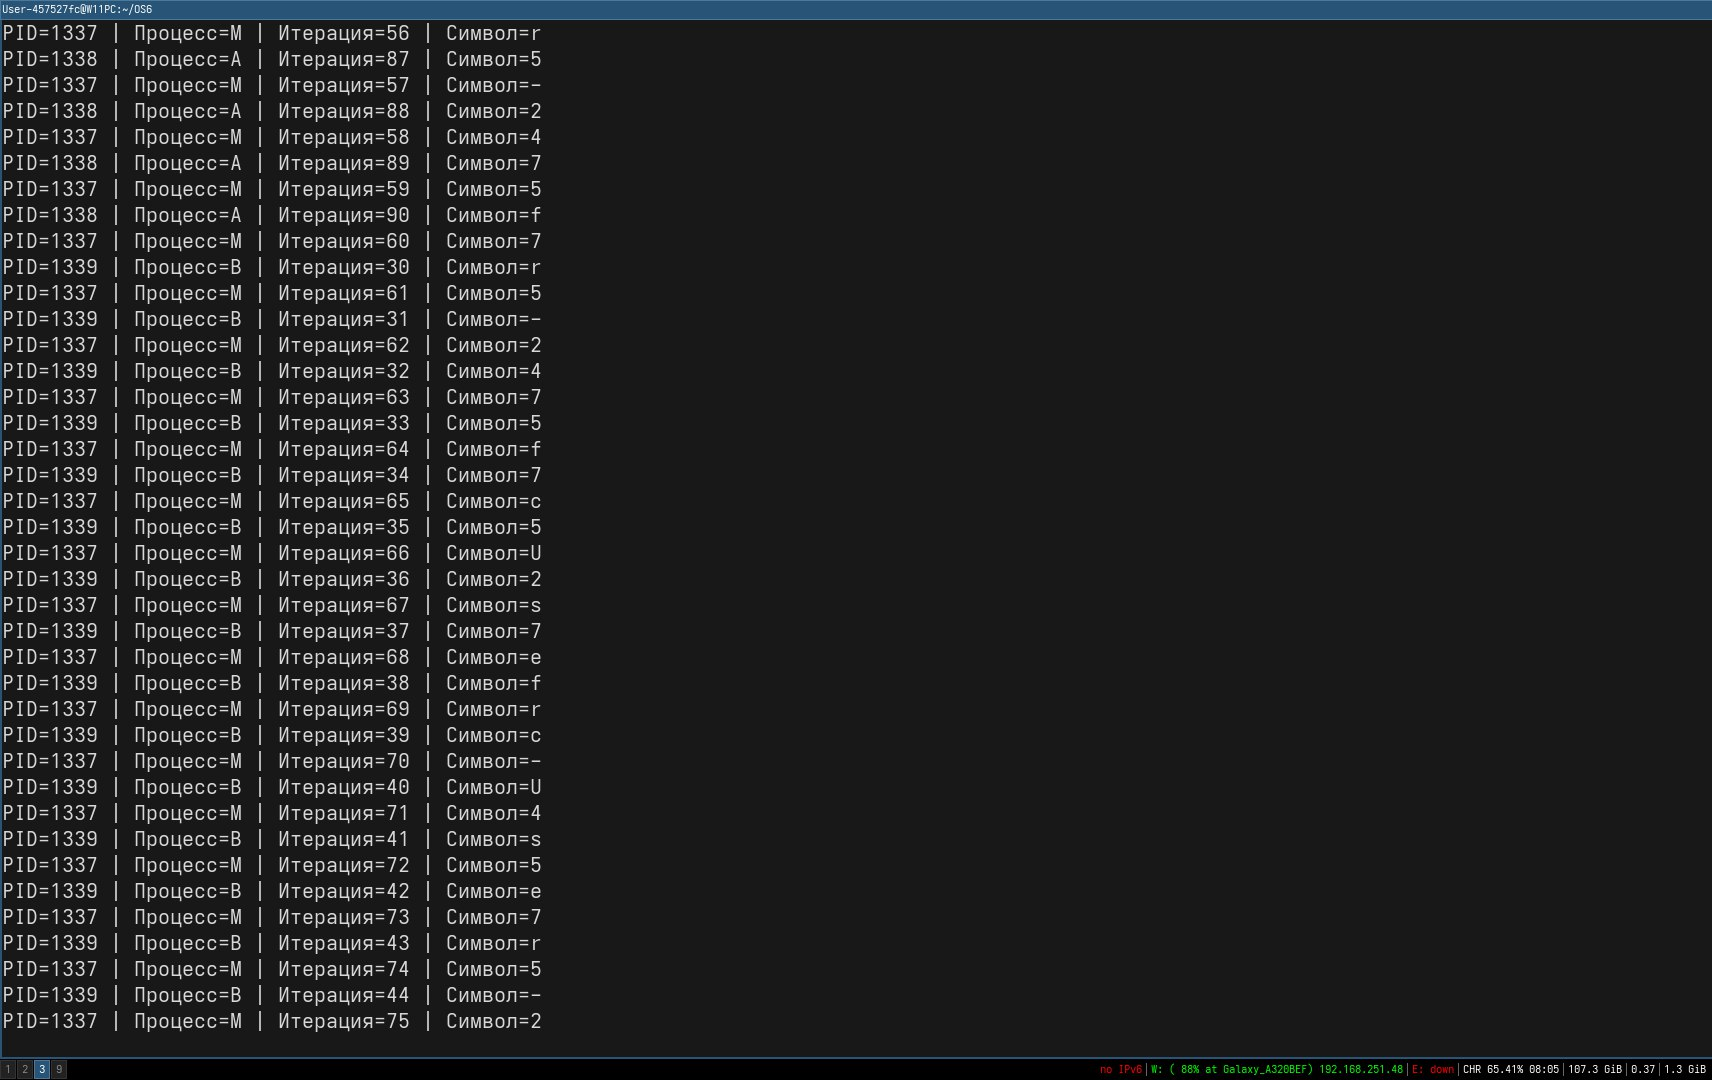 User-457527fc@W11PC:~/OS6
PID=1337 | Процесс=M | Итерация=56 | Символ=r
PID=1338 | Процесс=A | Итерация=87 | Символ=5
PID=1337 | Процесс=M | Итерация=57 | Символ=-
PID=1338 | Процесс=A | Итерация=88 | Символ=2
PID=1337 | Процесс=M | Итерация=58 | Символ=4
PID=1338 | Процесс=A | Итерация=89 | Символ=7
PID=1337 | Процесс=M | Итерация=59 | Символ=5
PID=1338 | Процесс=A | Итерация=90 | Символ=f
PID=1337 | Процесс=M | Итерация=60 | Символ=7
PID=1339 | Процесс=B | Итерация=30 | Символ=r
PID=1337 | Процесс=M | Итерация=61 | Символ=5
PID=1339 | Процесс=B | Итерация=31 | Символ=-
PID=1337 | Процесс=M | Итерация=62 | Символ=2
PID=1339 | Процесс=B | Итерация=32 | Символ=4
PID=1337 | Процесс=M | Итерация=63 | Символ=7
PID=1339 | Процесс=B | Итерация=33 | Символ=5
PID=1337 | Процесс=M | Итерация=64 | Символ=f
PID=1339 | Процесс=B | Итерация=34 | Символ=7
PID=1337 | Процесс=M | Итерация=65 | Символ=c
PID=1339 | Процесс=B | Итерация=35 | Символ=5
PID=1337 | Процесс=M | Итерация=66 | Символ=U
PID=1339 | Процесс=B | Итерация=36 | Символ=2
PID=1337 | Процесс=M | Итерация=67 | Символ=s
PID=1339 | Процесс=B | Итерация=37 | Символ=7
PID=1337 | Процесс=M | Итерация=68 | Символ=e
PID=1339 | Процесс=B | Итерация=38 | Символ=f
PID=1337 | Процесс=M | Итерация=69 | Символ=r
PID=1339 | Процесс=B | Итерация=39 | Символ=c
PID=1337 | Процесс=M | Итерация=70 | Символ=-
PID=1339 | Процесс=B | Итерация=40 | Символ=U
PID=1337 | Процесс=M | Итерация=71 | Символ=4
PID=1339 | Процесс=B | Итерация=41 | Символ=s
PID=1337 | Процесс=M | Итерация=72 | Символ=5
PID=1339 | Процесс=B | Итерация=42 | Символ=e
PID=1337 | Процесс=M | Итерация=73 | Символ=7
PID=1339 | Процесс=B | Итерация=43 | Символ=r
PID=1337 | Процесс=M | Итерация=74 | Символ=5
PID=1339 | Процесс=B | Итерация=44 | Символ=-
PID=1337 | Процесс=M | Итерация=75 | Символ=2
1 2 3 9 no IPv6|W: ( 88% at Galaxy_A320BEF) 192.168.251.48|E: down|CHR 65.41% 08:05|107.3 GiB|0.37|1.3 GiB